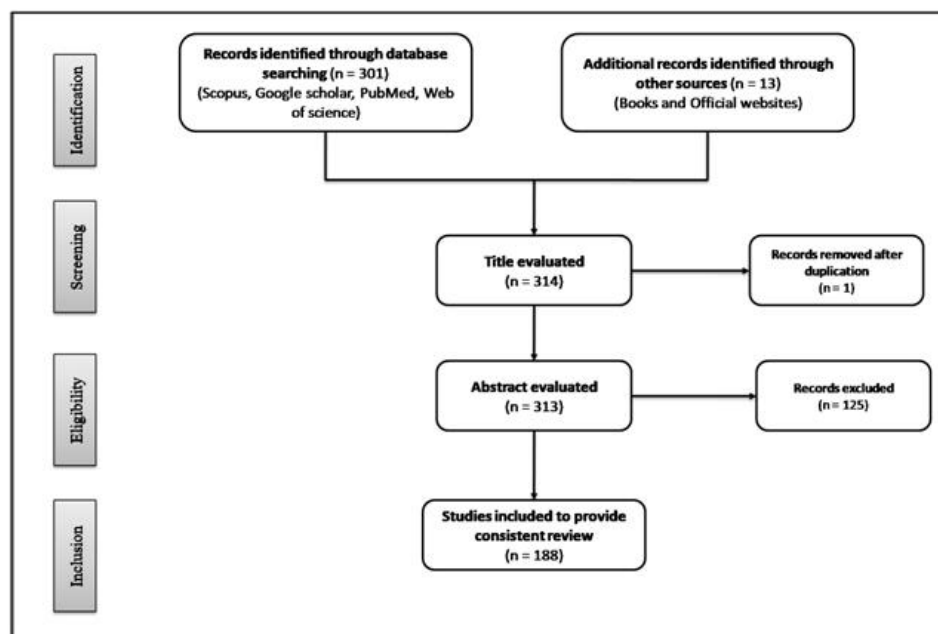 Identification
Records identified through database
searching (n = 301)
(Scopus, Google scholar, PubMed, Web
of science)
Additional records identified through
other sources (n = 13)
(Books and Official websites)
Screening
Title evaluated
(n = 314)
Records removed after
duplication
(n = 1)
Eligibility
Abstract evaluated
(n = 313)
Records excluded
(n = 125)
Inclusion
Studies included to provide
consistent review
(n = 188)